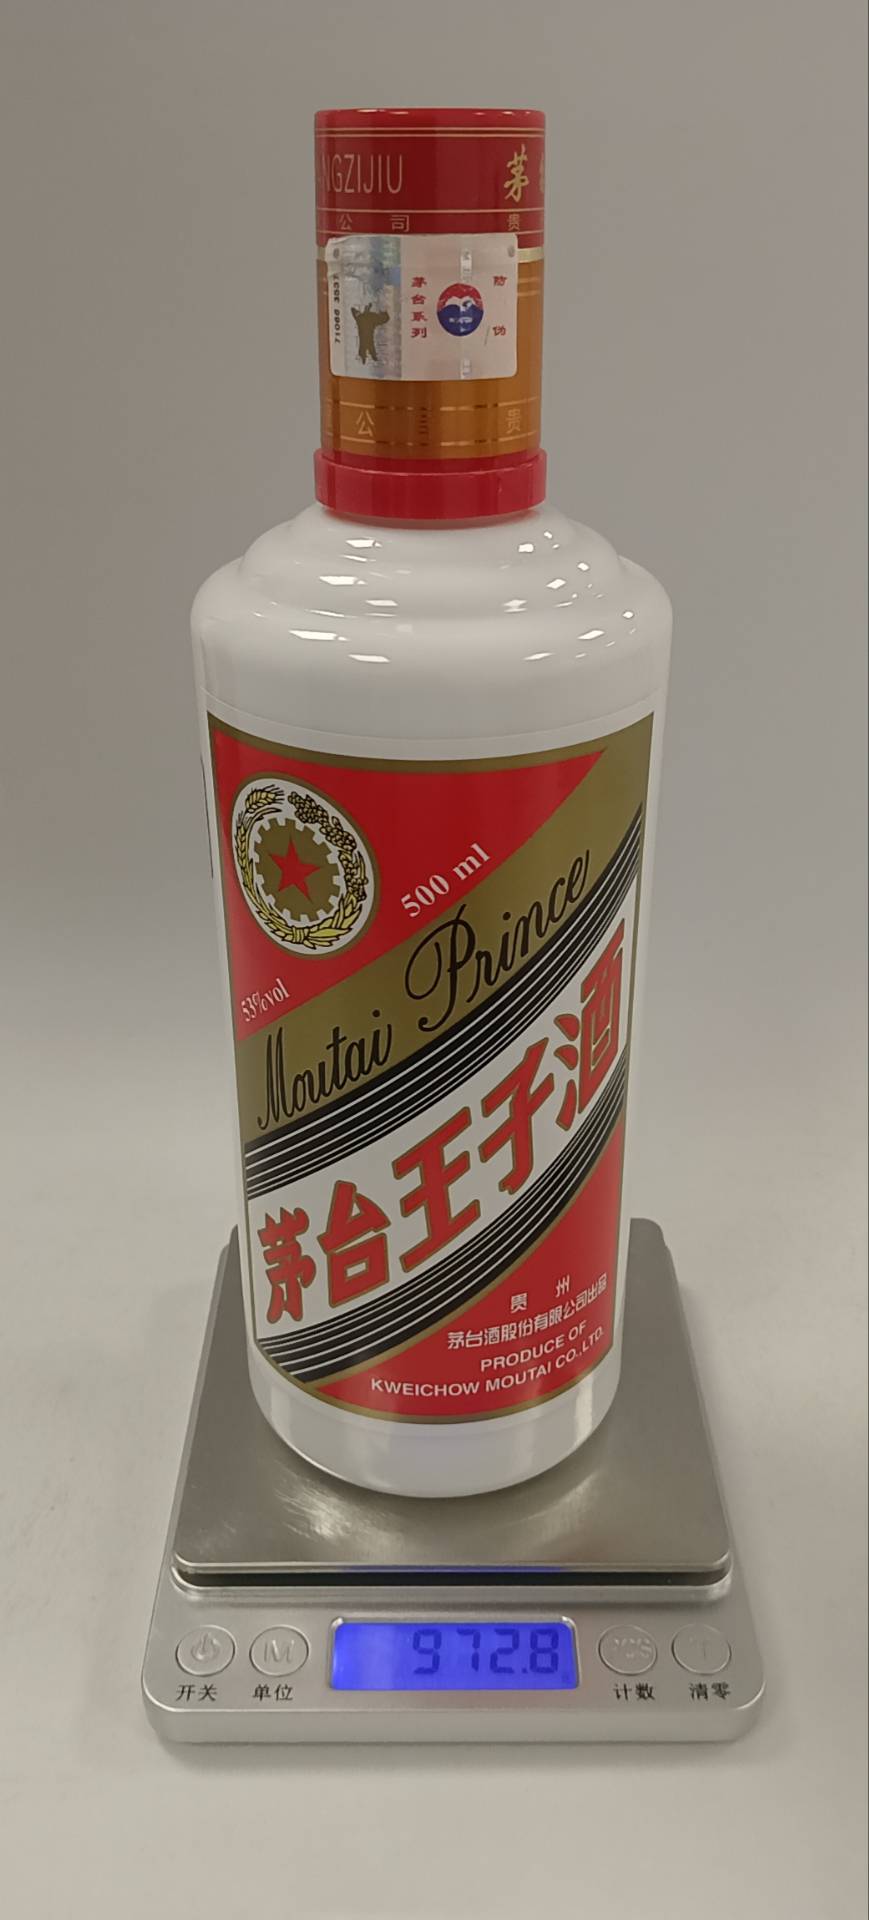 NGZIJIU 茅
公司 贵
茅台系列
防伪
公司 贵
500 ml
53%vol
Moutai Prince
茅台王子酒
贵州
茅台酒股份有限公司出品
PRODUCE OF
KWEICHOW MOUTAI CO.,LTD.
972.8
M T
开关 单位 计数 清零